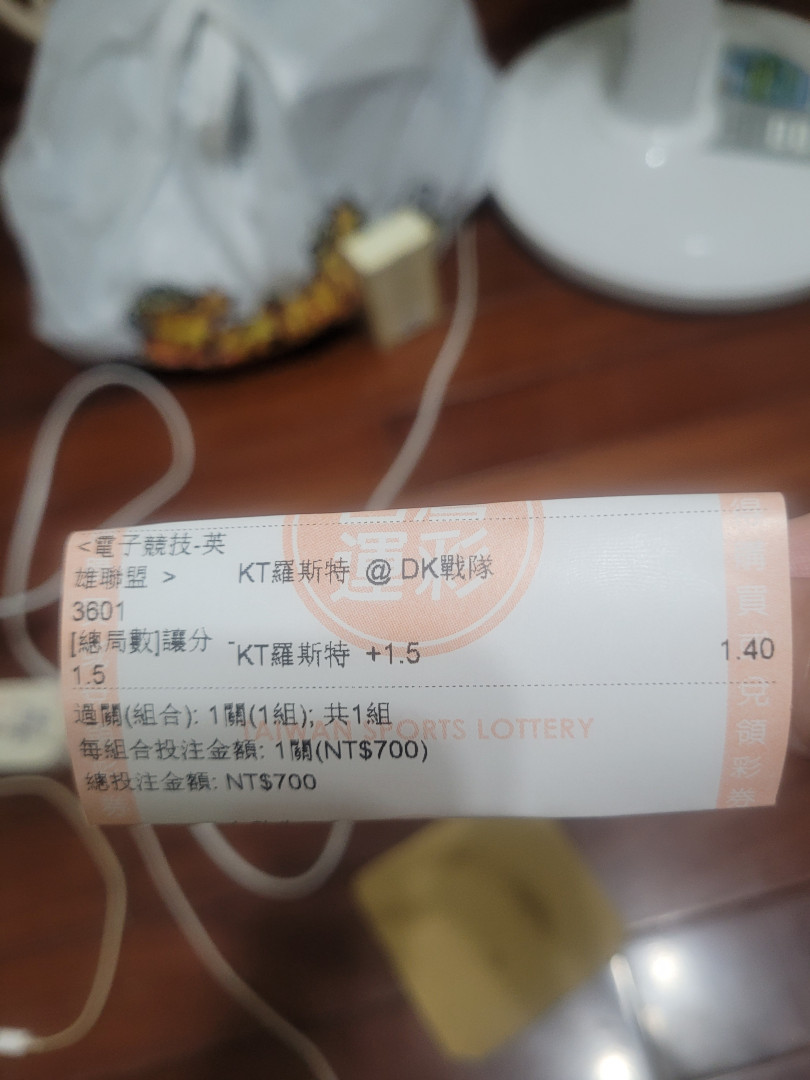 <電子競技-英
雄聯盟 > KT羅斯特 @ DK戰隊
3601
[總局數]讓分 - KT羅斯特 +1.5 1.40
1.5
過關(組合): 1關(1組); 共1組
TAIWAN SPORTS LOTTERY
每組合投注金額: 1關(NT$700)
總投注金額: NT$700
運彩